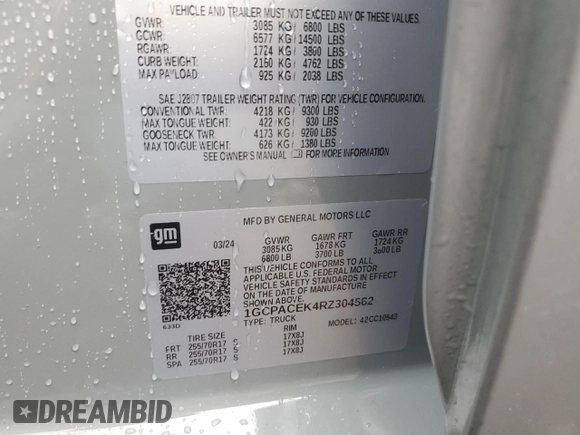 VEHICLE AND TRAILER MUST NOT EXCEED ANY OF THESE VALUES.
GVWR: 3085 KG / 6800 LBS
GCWR: 6577 KG / 14500 LBS
RGAWR: 1724 KG / 3800 LBS
CURB WEIGHT: 2160 KG / 4762 LBS
MAX PAYLOAD: 925 KG / 2038 LBS
SAE J2807 TRAILER WEIGHT RATING (TWR) FOR VEHICLE CONFIGURATION.
CONVENTIONAL TWR: 4218 KG / 9300 LBS
MAX TONGUE WEIGHT: 422 KG / 930 LBS
GOOSENECK TWR: 4173 KG / 9200 LBS
MAX TONGUE WEIGHT: 626 KG / 1380 LBS
SEE OWNER'S MANUAL FOR MORE INFORMATION
gm
MFD BY GENERAL MOTORS LLC
03/24 GVWR GAWR FRT GAWR RR
3085 KG 1678 KG 1724 KG
6800 LB 3700 LB 3800 LB
THIS VEHICLE CONFORMS TO ALL
APPLICABLE U.S. FEDERAL MOTOR
VEHICLE SAFETY STANDARDS IN EFFECT
ON THE DATE OF MANUFACTURE
SHOWN ABOVE.
1GCPACEK4RZ304562
633D
TYPE: TRUCK MODEL: 42CC10543
TIRE SIZE RIM
FRT 255/70R17 S 17X8J
RR 255/70R17 S 17X8J
SPA 255/70R17 S 17X8J
DREAMBID